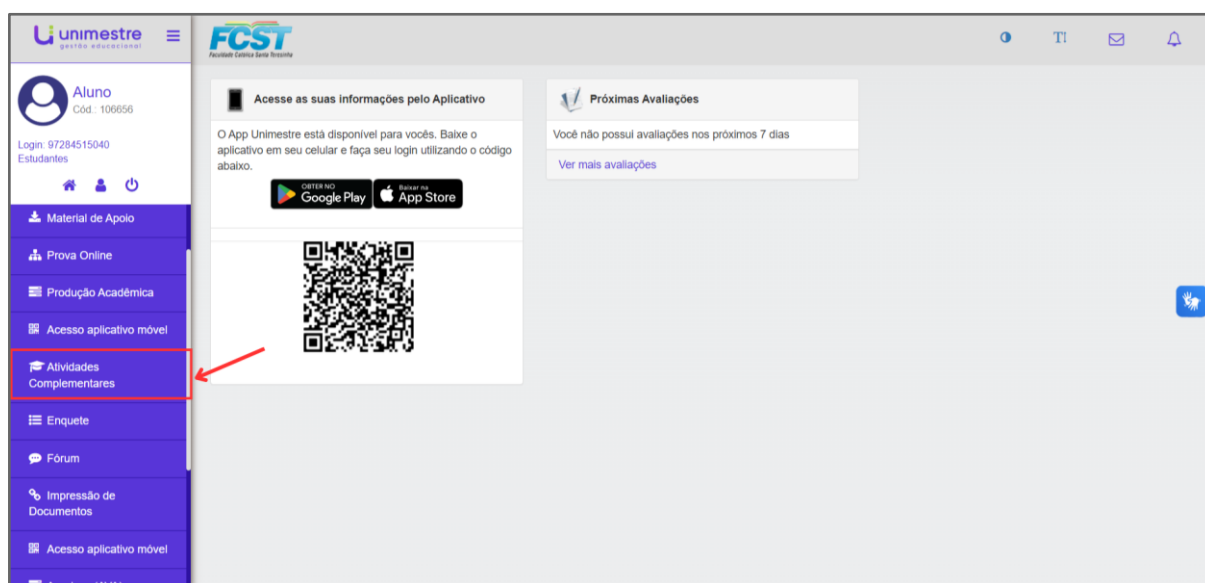 unimestre
gestão educacional
FCST
Faculdade Católica Santa Teresinha
T!
Aluno
Cód.: 106656
Login: 97284515040
Estudantes
Material de Apoio
Prova Online
Produção Acadêmica
Acesso aplicativo móvel
Atividades
Complementares
Enquete
Fórum
Impressão de
Documentos
Acesso aplicativo móvel
Acesse as suas informações pelo Aplicativo
O App Unimestre está disponível para vocês. Baixe o
aplicativo em seu celular e faça seu login utilizando o código
abaixo.
OBTER NO
Google Play
Baixar na
App Store
Próximas Avaliações
Você não possui avaliações nos próximos 7 dias
Ver mais avaliações